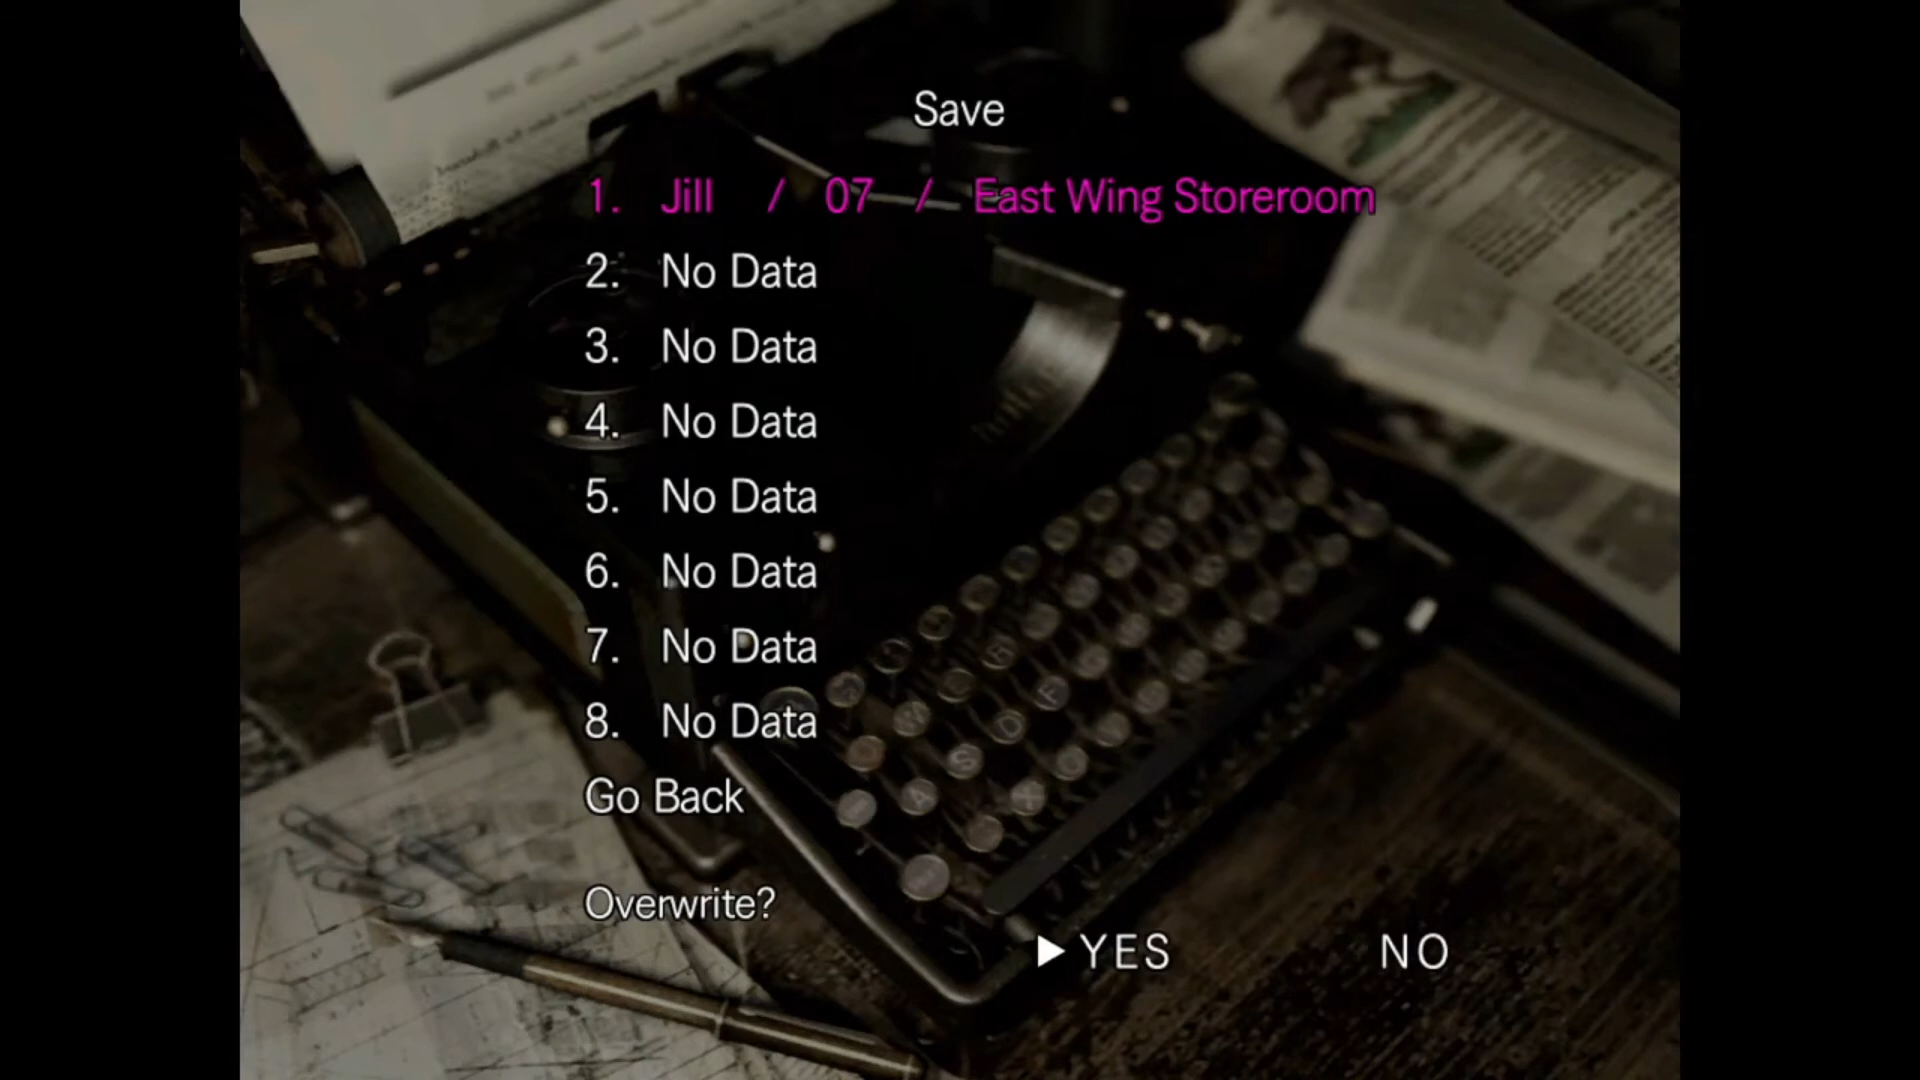 Save
1. Jill / 07 / East Wing Storeroom
2. No Data
3. No Data
4. No Data
5. No Data
6. No Data
7. No Data
8. No Data
Go Back
Overwrite?
YES NO